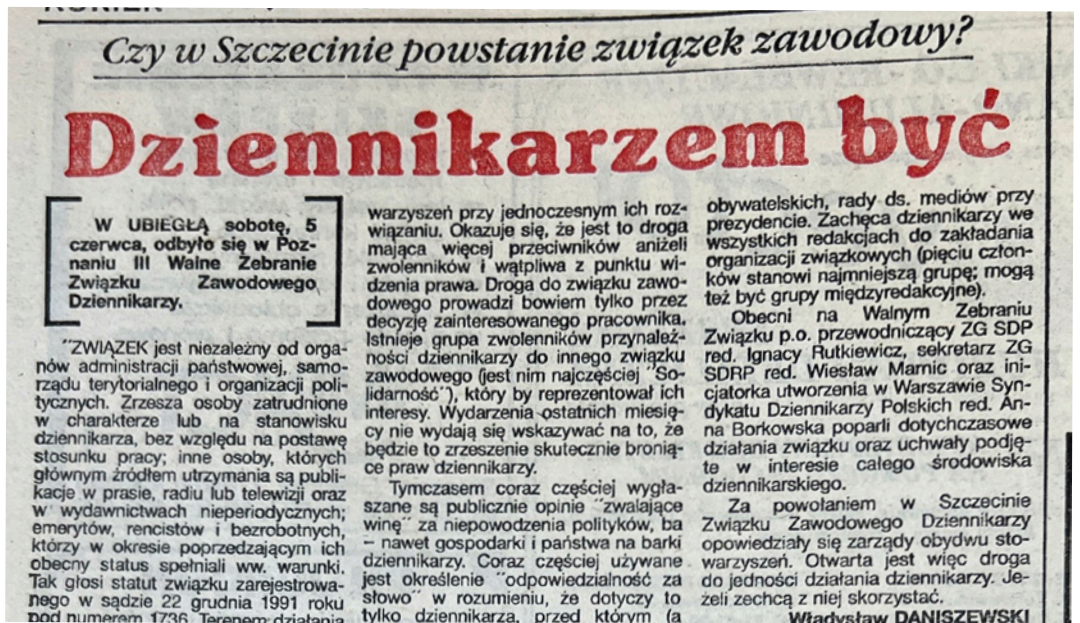 KURIER
Czy w Szczecinie powstanie związek zawodowy?
Dziennikarzem być
W UBIEGŁĄ sobotę, 5
czerwca, odbyło się w Poz-
naniu III Walne Zebranie
Związku Zawodowego
Dziennikarzy.
"ZWIĄZEK jest niezależny od orga-
nów administracji państwowej, samo-
rządu terytorialnego i organizacji poli-
tycznych. Zrzesza osoby zatrudnione
w charakterze lub na stanowisku
dziennikarza, bez względu na postawę
stosunku pracy; inne osoby, których
głównym źródłem utrzymania są publi-
kacje w prasie, radiu lub telewizji oraz
w wydawnictwach nieperiodycznych;
emerytów, rencistów i bezrobotnych,
którzy w okresie poprzedzającym ich
obecny status spełniali ww. warunki.
Tak głosi statut związku zarejestrowa-
nego w sądzie 22 grudnia 1991 roku
pod numerem 1736. Terenem działania
warzyszeń przy jednoczesnym ich roz-
wiązaniu. Okazuje się, że jest to droga
mająca więcej przeciwników aniżeli
zwolenników i wątpliwa z punktu wi-
dzenia prawa. Droga do związku zawo-
dowego prowadzi bowiem tylko przez
decyzję zainteresowanego pracownika.
Istnieje grupa zwolenników przynależ-
ności dziennikarzy do innego związku
zawodowego (jest nim najczęściej "So-
lidarność"), który by reprezentował ich
interesy. Wydarzenia ostatnich miesię-
cy nie wydają się wskazywać na to, że
będzie to zrzeszenie skutecznie bronią-
ce praw dziennikarzy.
Tymczasem coraz częściej wygła-
szane są publicznie opinie "zwalające
winę" za niepowodzenia polityków, ba
– nawet gospodarki i państwa na barki
dziennikarzy. Coraz częściej używane
jest określenie "odpowiedzialność za
słowo" w rozumieniu, że dotyczy to
tylko dziennikarza, przed którym (a
obywatelskich, rady ds. mediów przy
prezydencie. Zachęca dziennikarzy we
wszystkich redakcjach do zakładania
organizacji związkowych (pięciu człon-
ków stanowi najmniejszą grupę; mogą
też być grupy międzyredakcyjne).
Obecni na Walnym Zebraniu
Związku p.o. przewodniczący ZG SDP
red. Ignacy Rutkiewicz, sekretarz ZG
SDRP red. Wiesław Marnic oraz ini-
cjatorka utworzenia w Warszawie Syn-
dykatu Dziennikarzy Polskich red. An-
na Borkowska poparli dotychczasowe
działania związku oraz uchwały podję-
te w interesie całego środowiska
dziennikarskiego.
Za powołaniem w Szczecinie
Związku Zawodowego Dziennikarzy
opowiedziały się zarządy obydwu sto-
warzyszeń. Otwarta jest więc droga
do jedności działania dziennikarzy. Je-
żeli zechcą z niej skorzystać.
Władysław DANISZEWSKI